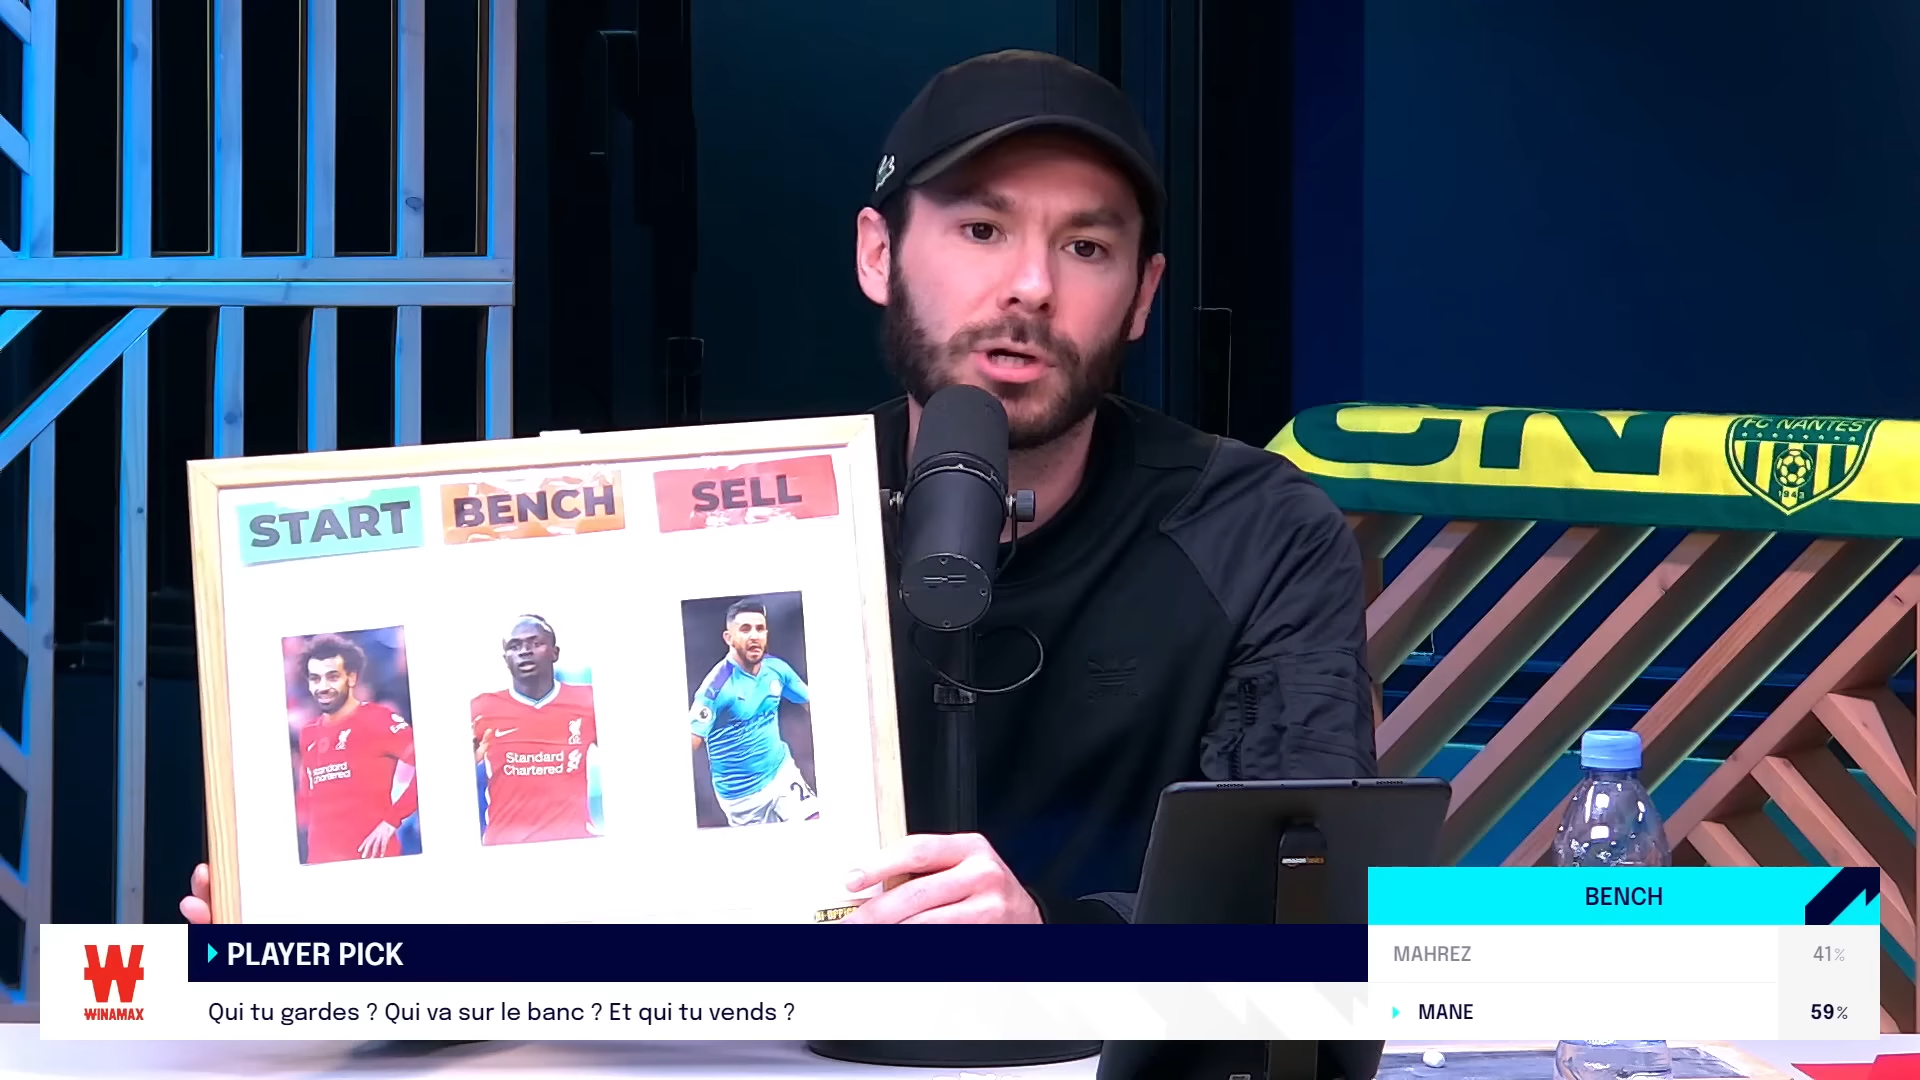 START
BENCH
SELL
Standard
Chartered
Standard
Chartered
FC NANTES
1943
BENCH
PLAYER PICK
MAHREZ
41%
WINAMAX
Qui tu gardes ? Qui va sur le banc ? Et qui tu vends ?
MANE
59%